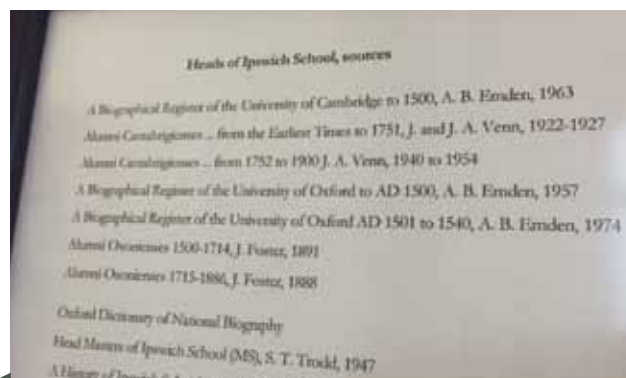 Heads of Ipswich School, sources
A Biographical Register of the University of Cambridge to 1500, A. B. Emden, 1963
Alumni Cantabrigienses ... from the Earliest Times to 1751, J. and J. A. Venn, 1922-1927
Alumni Cantabrigienses ... from 1752 to 1900 J. A. Venn, 1940 to 1954
A Biographical Register of the University of Oxford to AD 1500, A. B. Emden, 1957
A Biographical Register of the University of Oxford AD 1501 to 1540, A. B. Emden, 1974
Alumni Oxonienses 1500-1714, J. Foster, 1891
Alumni Oxonienses 1715-1886, J. Foster, 1888
Oxford Dictionary of National Biography
Head Masters of Ipswich School (MS), S. T. Trodd, 1947
A History of Ipswich